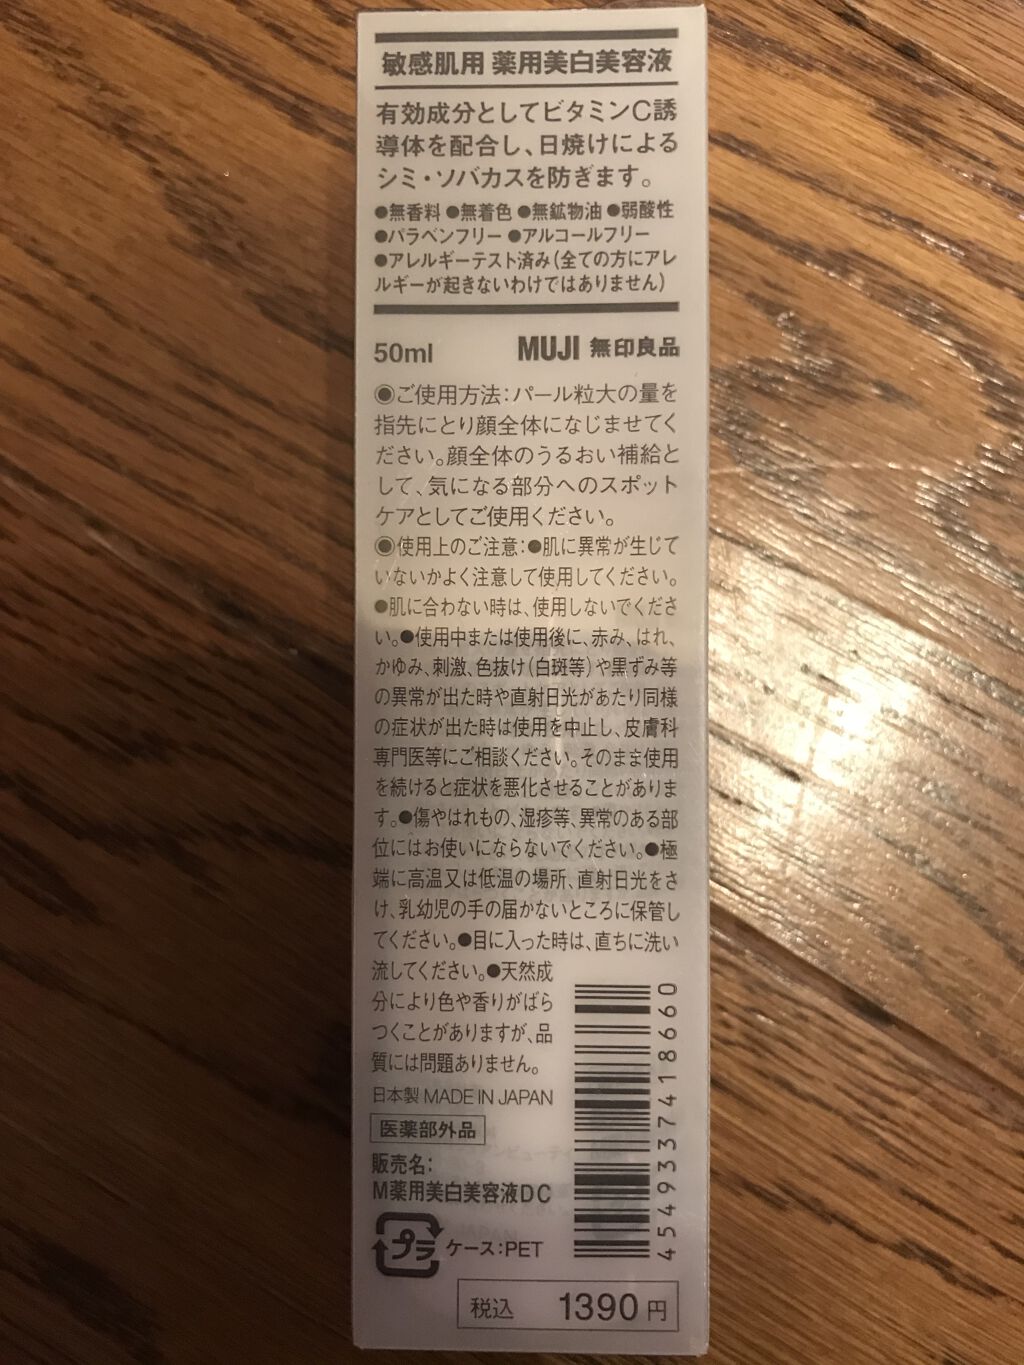 敏感肌用 薬用美白美容液
有効成分としてビタミンC誘
導体を配合し、日焼けによる
シミ・ソバカスを防ぎます。
●無香料 ●無着色 ●無鉱物油 ●弱酸性
●パラベンフリー ●アルコールフリー
●アレルギーテスト済み(全ての方にアレ
ルギーが起きないわけではありません)
50ml MUJI 無印良品
◉ご使用方法:パール粒大の量を
指先にとり顔全体になじませてく
ださい。顔全体のうるおい補給と
して、気になる部分へのスポット
ケアとしてご使用ください。
◉使用上のご注意:●肌に異常が生じて
いないかよく注意して使用してください。
●肌に合わない時は、使用しないでくださ
い。●使用中または使用後に、赤み、はれ、
かゆみ、刺激、色抜け(白斑等)や黒ずみ等
の異常が出た時や直射日光があたり同様
の症状が出た時は使用を中止し、皮膚科
専門医等にご相談ください。そのまま使用
を続けると症状を悪化させることがありま
す。●傷やはれもの、湿疹等、異常のある部
位にはお使いにならないでください。●極
端に高温又は低温の場所、直射日光をさ
け、乳幼児の手の届かないところに保管し
てください。●目に入った時は、直ちに洗い
流してください。●天然成
分により色や香りがばら
つくことがありますが、品
質には問題ありません。
日本製 MADE IN JAPAN
医薬部外品
販売名:
M薬用美白美容液DC
プラ ケース:PET
4549337418660
税込 1390円